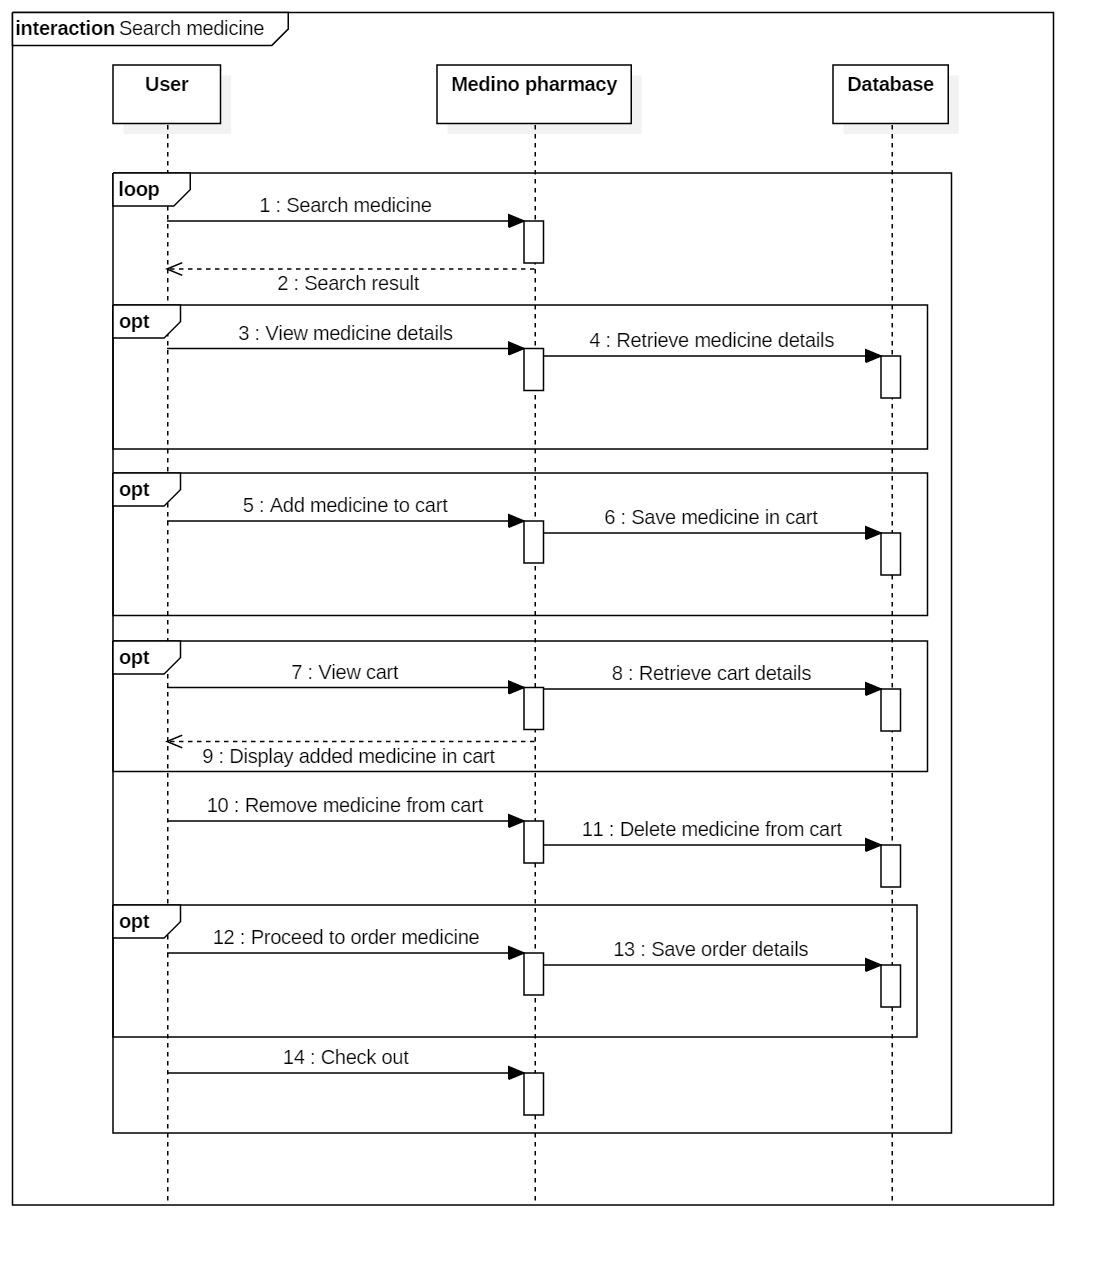 interaction Search medicine
User
Medino pharmacy
Database
loop
1 : Search medicine
2 : Search result
opt
3 : View medicine details
4 : Retrieve medicine details
opt
5 : Add medicine to cart
6 : Save medicine in cart
opt
7 : View cart
8 : Retrieve cart details
9 : Display added medicine in cart
10 : Remove medicine from cart
11 : Delete medicine from cart
opt
12 : Proceed to order medicine
13 : Save order details
14 : Check out